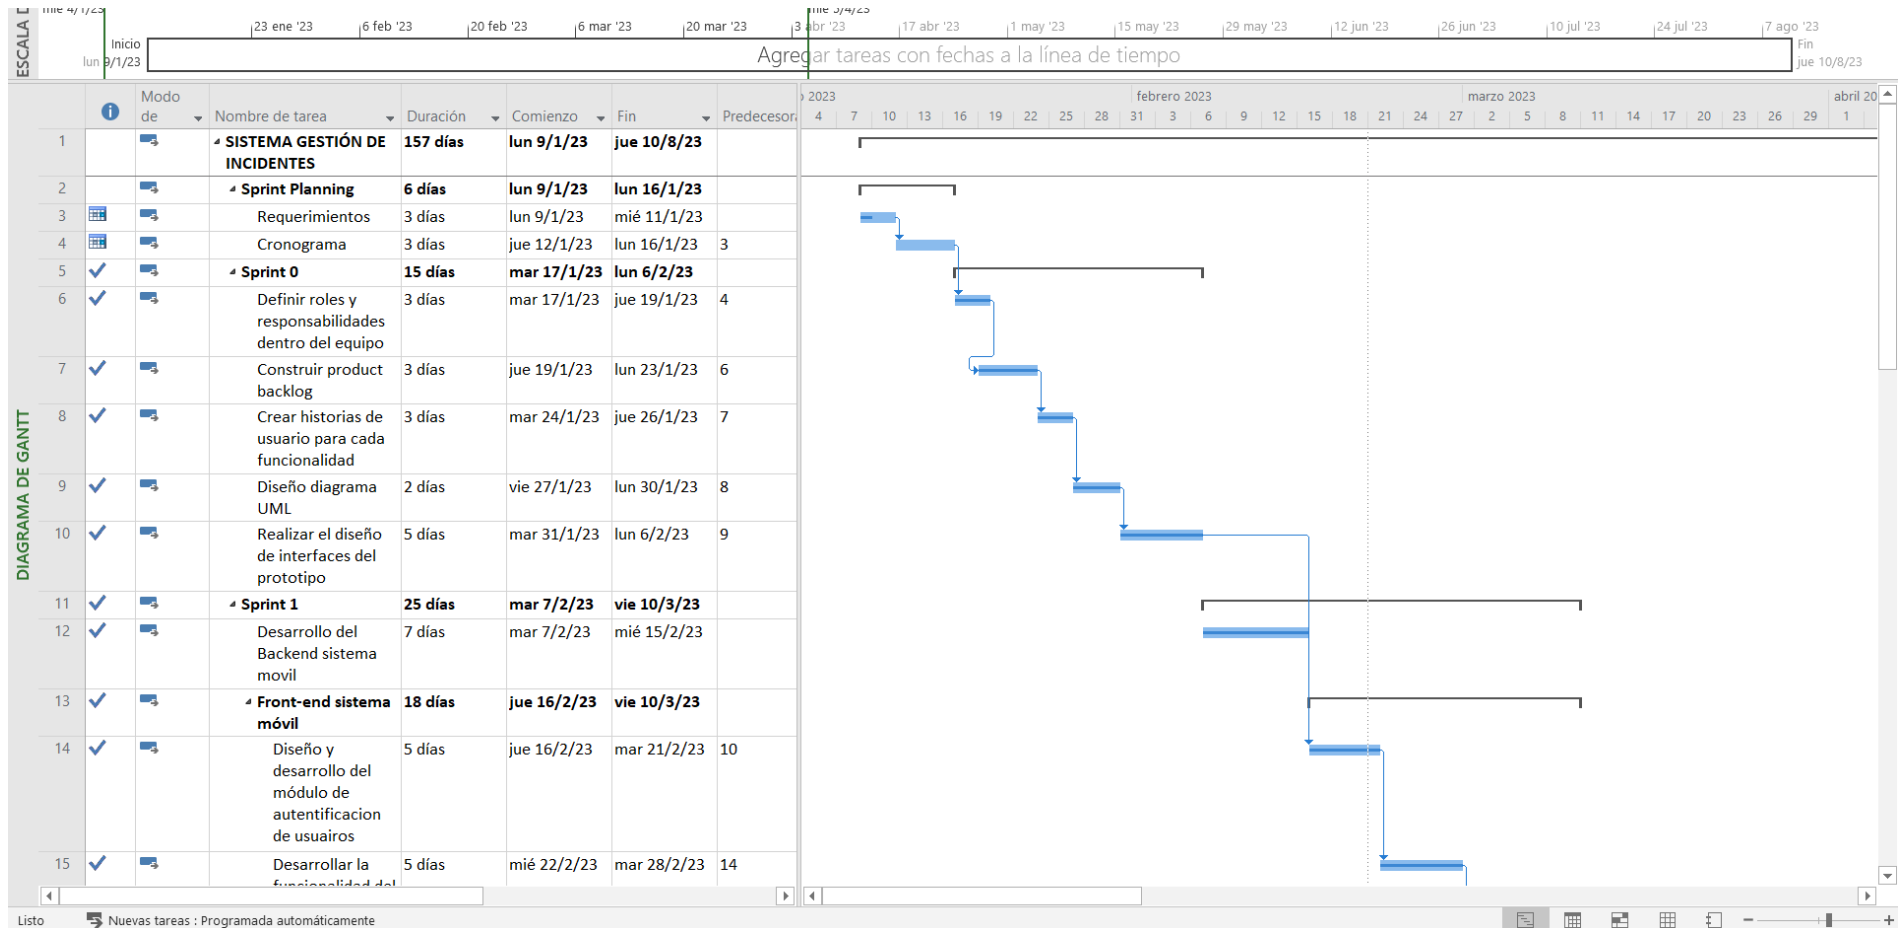 mié 4/1/23 mié 5/4/23
23 ene '23 6 feb '23 20 feb '23 6 mar '23 20 mar '23 3 abr '23 17 abr '23 1 may '23 15 may '23 29 may '23 12 jun '23 26 jun '23 10 jul '23 24 jul '23 7 ago '23
Inicio
lun 9/1/23
Agregar tareas con fechas a la línea de tiempo
Fin
jue 10/8/23
DIAGRAMA DE GANTT
Modo
de Nombre de tarea Duración Comienzo Fin
2023 febrero 2023 marzo 2023 abril 20
4 7 10 13 16 19 22 25 28 31 3 6 9 12 15 18 21 24 27 2 5 8 11 14 17 20 23 26 29 1
1 SISTEMA GESTIÓN DE 157 días lun 9/1/23 jue 10/8/23
INCIDENTES
2 Sprint Planning 6 días lun 9/1/23 lun 16/1/23
3 Requerimientos 3 días lun 9/1/23 mié 11/1/23
4 Cronograma 3 días jue 12/1/23 lun 16/1/23 3
5 Sprint 0 15 días mar 17/1/23 lun 6/2/23
6 Definir roles y 3 días mar 17/1/23 jue 19/1/23 4
responsabilidades
dentro del equipo
7 Construir product 3 días jue 19/1/23 lun 23/1/23 6
backlog
8 Crear historias de 3 días mar 24/1/23 jue 26/1/23 7
usuario para cada
funcionalidad
9 Diseño diagrama 2 días vie 27/1/23 lun 30/1/23 8
UML
10 Realizar el diseño 5 días mar 31/1/23 lun 6/2/23 9
de interfaces del
prototipo
11 Sprint 1 25 días mar 7/2/23 vie 10/3/23
12 Desarrollo del 7 días mar 7/2/23 mié 15/2/23
Backend sistema
movil
13 Front-end sistema 18 días jue 16/2/23 vie 10/3/23
móvil
14 Diseño y 5 días jue 16/2/23 mar 21/2/23 10
desarrollo del
módulo de
autentificacion
de usuairos
15 Desarrollar la 5 días mié 22/2/23 mar 28/2/23 14
funcionalidad del
Listo Nuevas tareas : Programada automáticamente